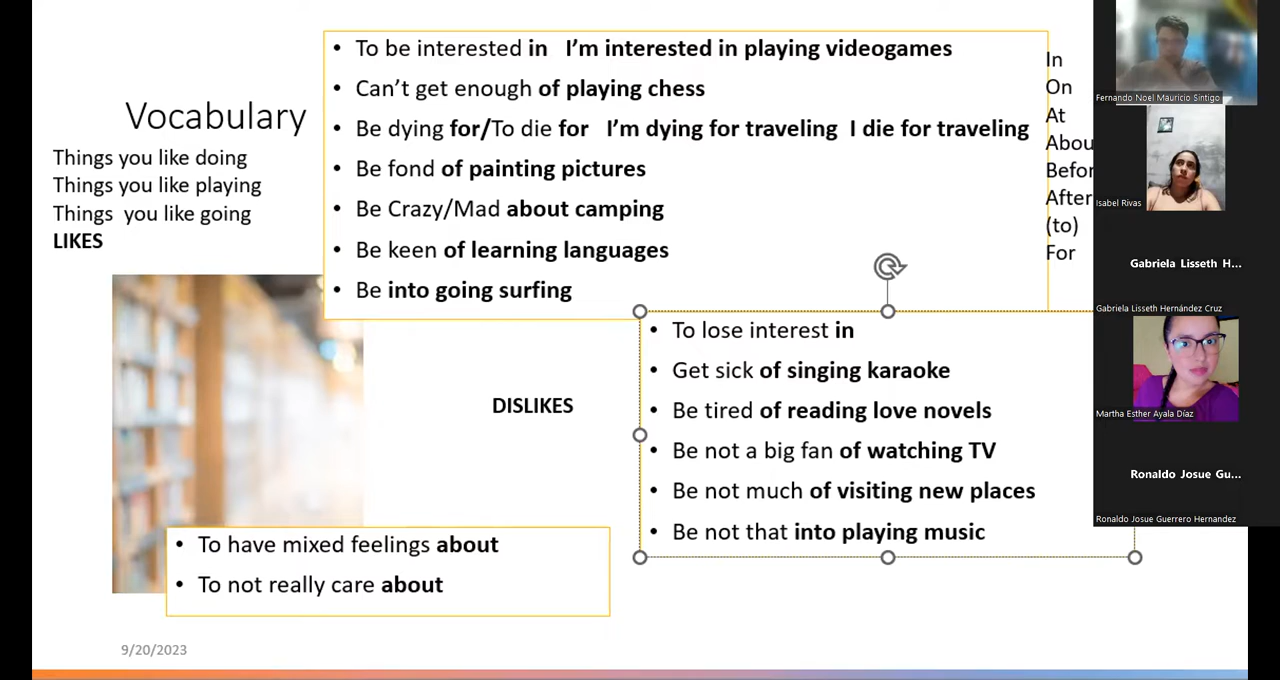 Vocabulary
Things you like doing
Things you like playing
Things  you like going
LIKES
• To be interested in   I’m interested in playing videogames
• Can’t get enough of playing chess
• Be dying for/To die for   I’m dying for traveling  I die for traveling
• Be fond of painting pictures
• Be Crazy/Mad about camping
• Be keen of learning languages
• Be into going surfing
In
On
At
Abou
Befor
After
(to)
For
DISLIKES
• To lose interest in
• Get sick of singing karaoke
• Be tired of reading love novels
• Be not a big fan of watching TV
• Be not much of visiting new places
• Be not that into playing music
• To have mixed feelings about
• To not really care about
9/20/2023
Fernando Noel Mauricio Sintigo
Isabel Rivas
Gabriela Lisseth H...
Gabriela Lisseth Hernández Cruz
Martha Esther Ayala Díaz
Ronaldo Josue Gu...
Ronaldo Josue Guerrero Hernandez